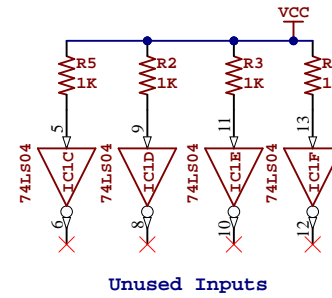 VCC
R5 R2 R3 R
1K 1K 1K 1
5 9 11 13
74LS04 74LS04 74LS04 74LS04
IC1C IC1D IC1E IC1F
6 8 10 12
Unused Inputs